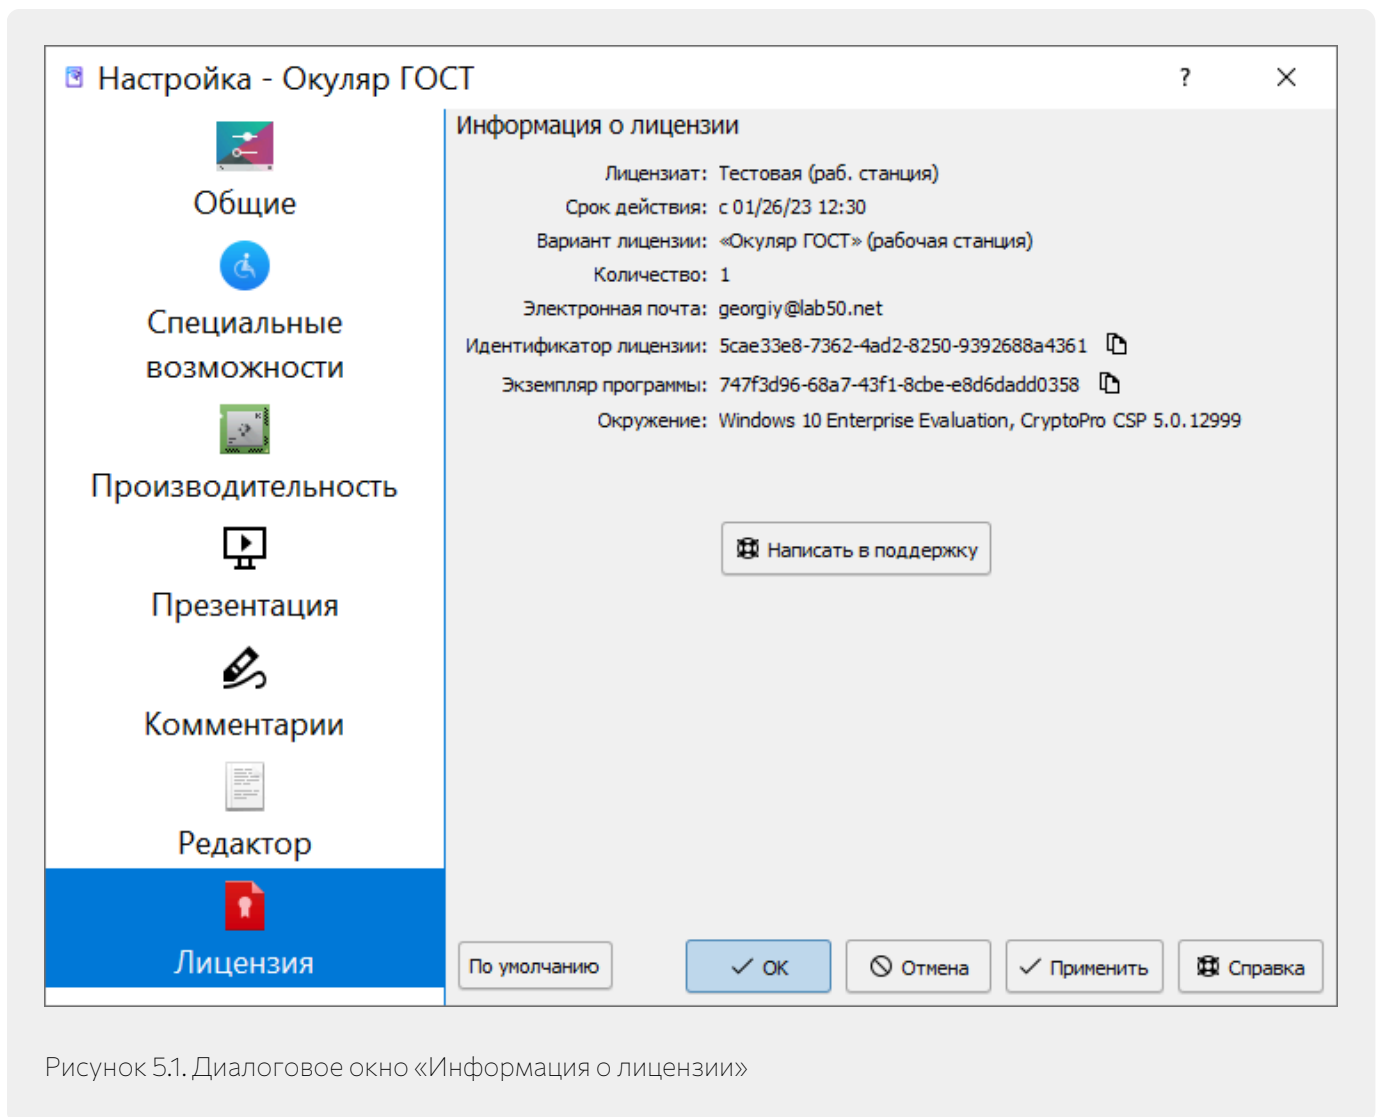 Настройка - Окуляр ГОСТ
?
Общие
Специальные
возможности
Производительность
Презентация
Комментарии
Редактор
Лицензия
Информация о лицензии
Лицензиат: Тестовая (раб. станция)
Срок действия: с 01/26/23 12:30
Вариант лицензии: «Окуляр ГОСТ» (рабочая станция)
Количество: 1
Электронная почта: georgiy@lab50.net
Идентификатор лицензии: 5cae33e8-7362-4ad2-8250-9392688a4361
Экземпляр программы: 747f3d96-68a7-43f1-8cbe-e8d6dadd0358
Окружение: Windows 10 Enterprise Evaluation, CryptoPro CSP 5.0.12999
Написать в поддержку
По умолчанию ОК Отмена Применить Справка
Рисунок 5.1. Диалоговое окно «Информация о лицензии»